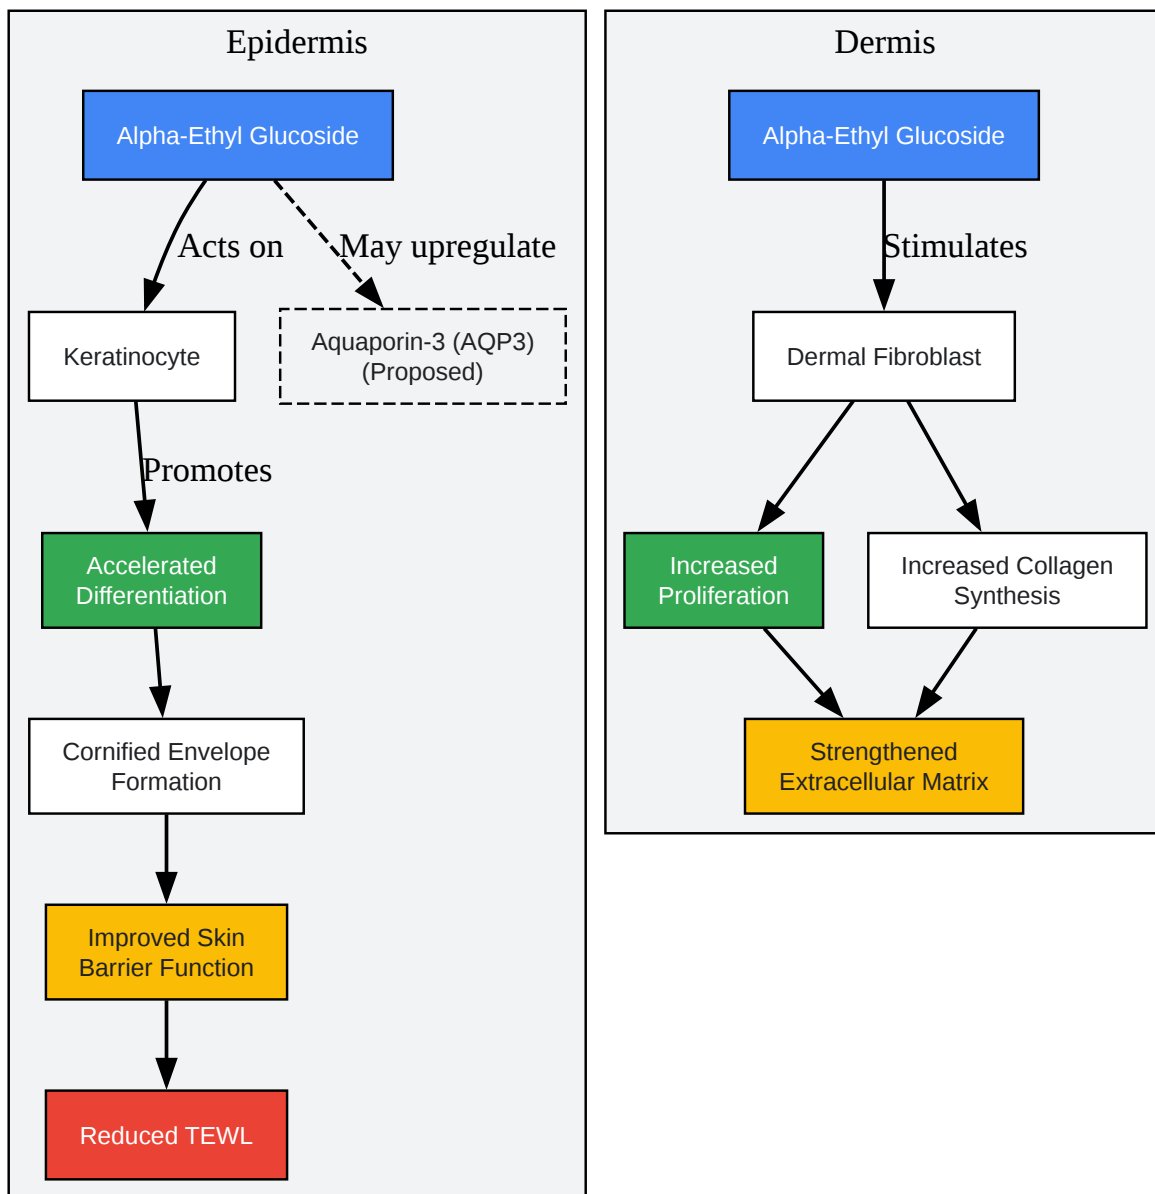 Epidermis
Alpha-Ethyl Glucoside
Acts on
May upregulate
Keratinocyte
Aquaporin-3 (AQP3)
(Proposed)
Promotes
Accelerated
Differentiation
Cornified Envelope
Formation
Improved Skin
Barrier Function
Reduced TEWL
Dermis
Alpha-Ethyl Glucoside
Stimulates
Dermal Fibroblast
Increased
Proliferation
Increased Collagen
Synthesis
Strengthened
Extracellular Matrix